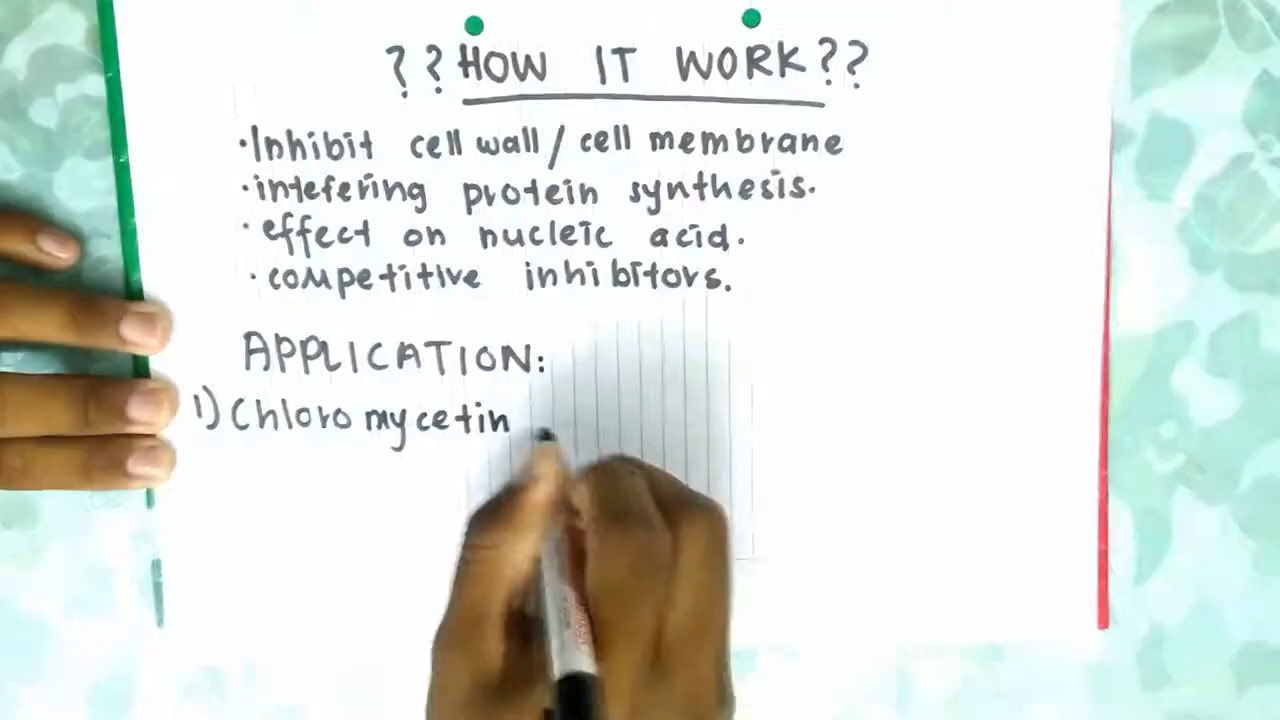 ??HOW IT WORK??
•Inhibit cell wall / cell membrane
•intefering protein synthesis.
•effect on nucleic acid.
•competitive inhibitors.
APPLICATION:
1) Chloromycetin